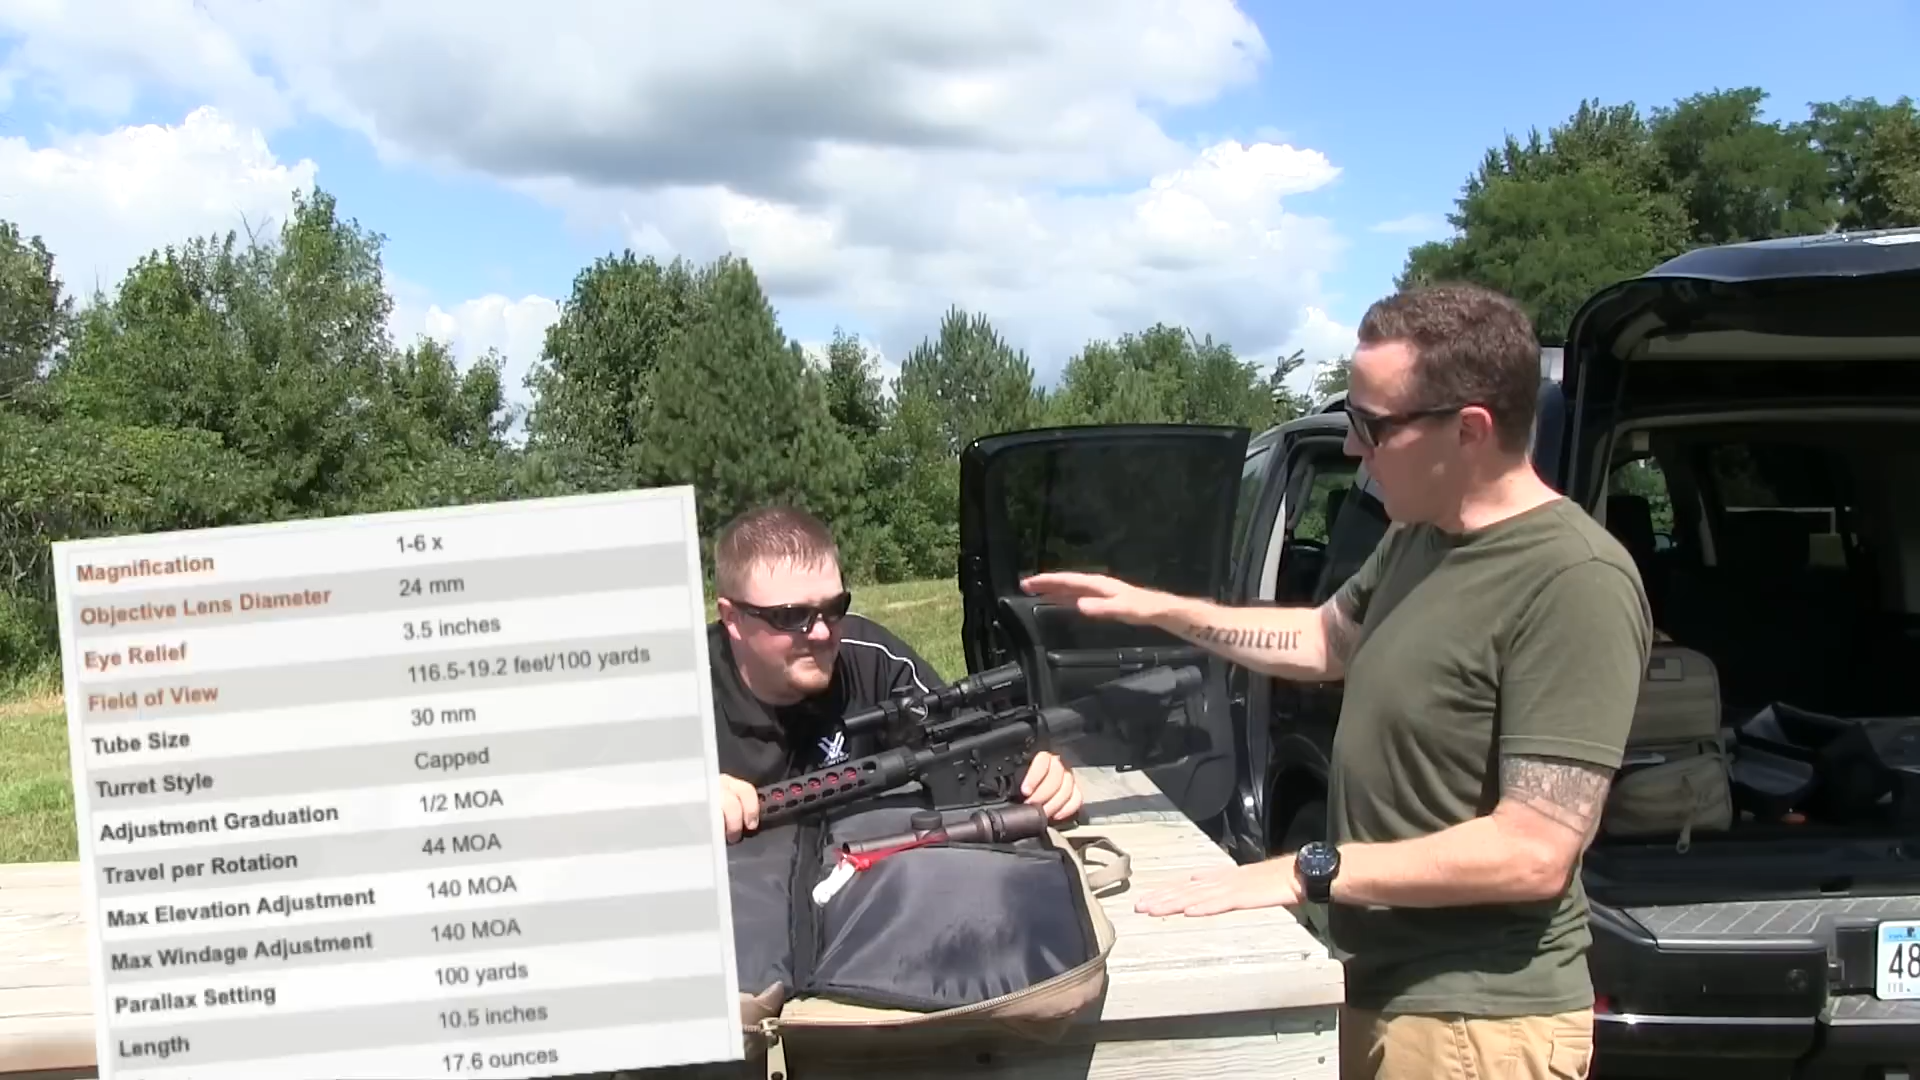 Magnification 1-6 x
Objective Lens Diameter 24 mm
Eye Relief 3.5 inches
Field of View 116.5-19.2 feet/100 yards
Tube Size 30 mm
Turret Style Capped
Adjustment Graduation 1/2 MOA
Travel per Rotation 44 MOA
Max Elevation Adjustment 140 MOA
Max Windage Adjustment 140 MOA
Parallax Setting 100 yards
Length 10.5 inches
17.6 ounces
raconteur
48